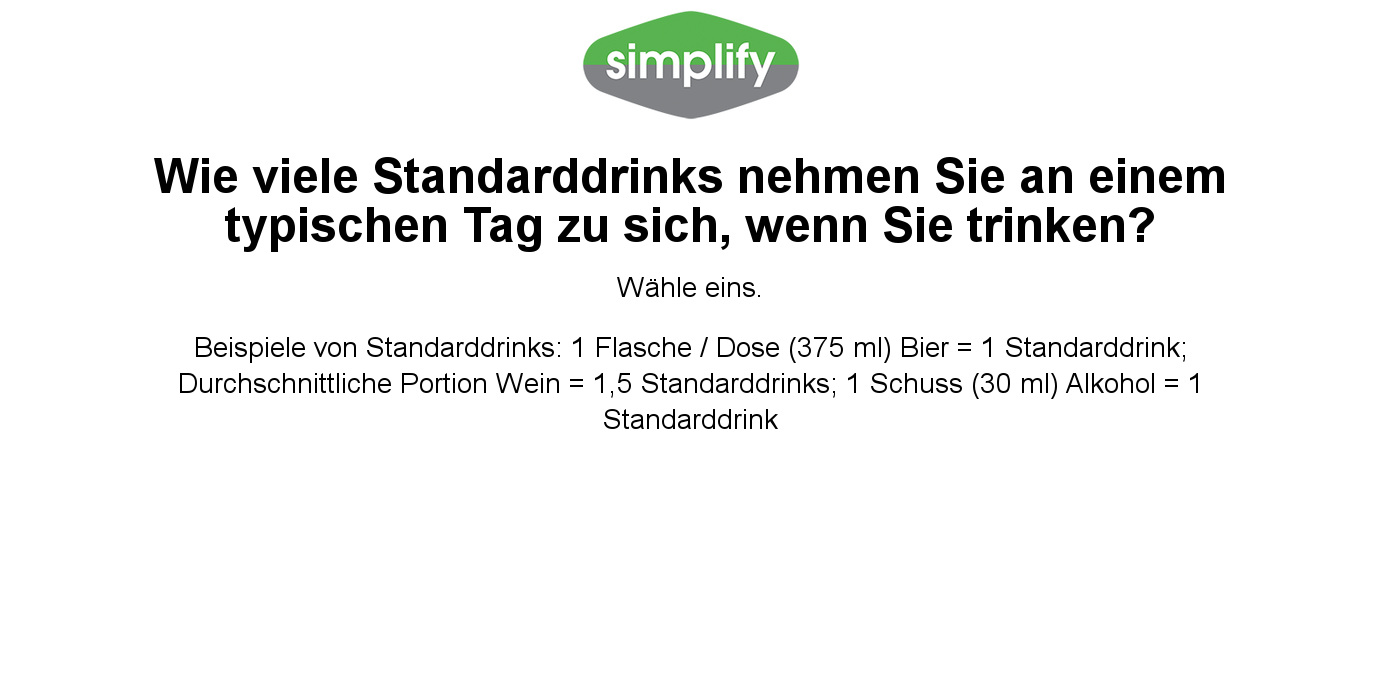 simplify
Wie viele Standarddrinks nehmen Sie an einem
typischen Tag zu sich, wenn Sie trinken?
Wähle eins.
Beispiele von Standarddrinks: 1 Flasche / Dose (375 ml) Bier = 1 Standarddrink;
Durchschnittliche Portion Wein = 1,5 Standarddrinks; 1 Schuss (30 ml) Alkohol = 1
Standarddrink